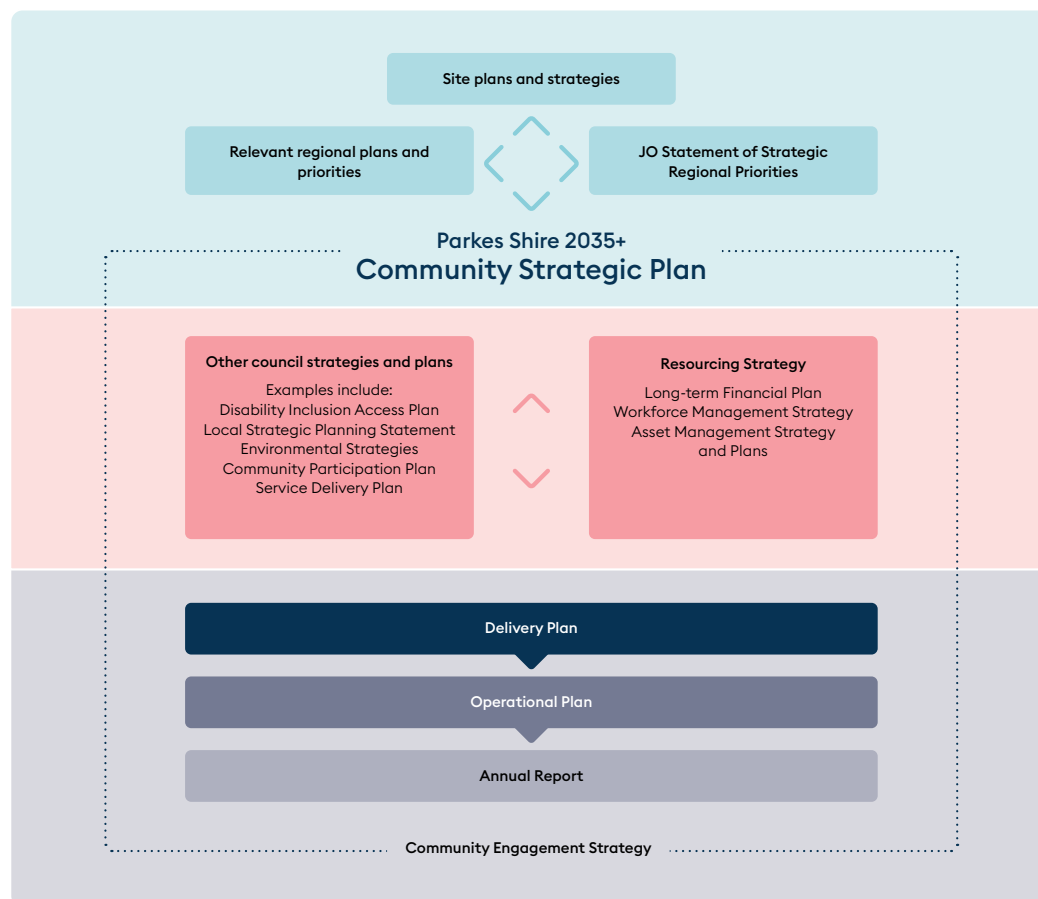 Site plans and strategies
Relevant regional plans and
priorities
JO Statement of Strategic
Regional Priorities
Parkes Shire 2035+
Community Strategic Plan
Other council strategies and plans
Examples include:
Disability Inclusion Access Plan
Local Strategic Planning Statement
Environmental Strategies
Community Participation Plan
Service Delivery Plan
Resourcing Strategy
Long-term Financial Plan
Workforce Management Strategy
Asset Management Strategy
and Plans
Delivery Plan
Operational Plan
Annual Report
Community Engagement Strategy